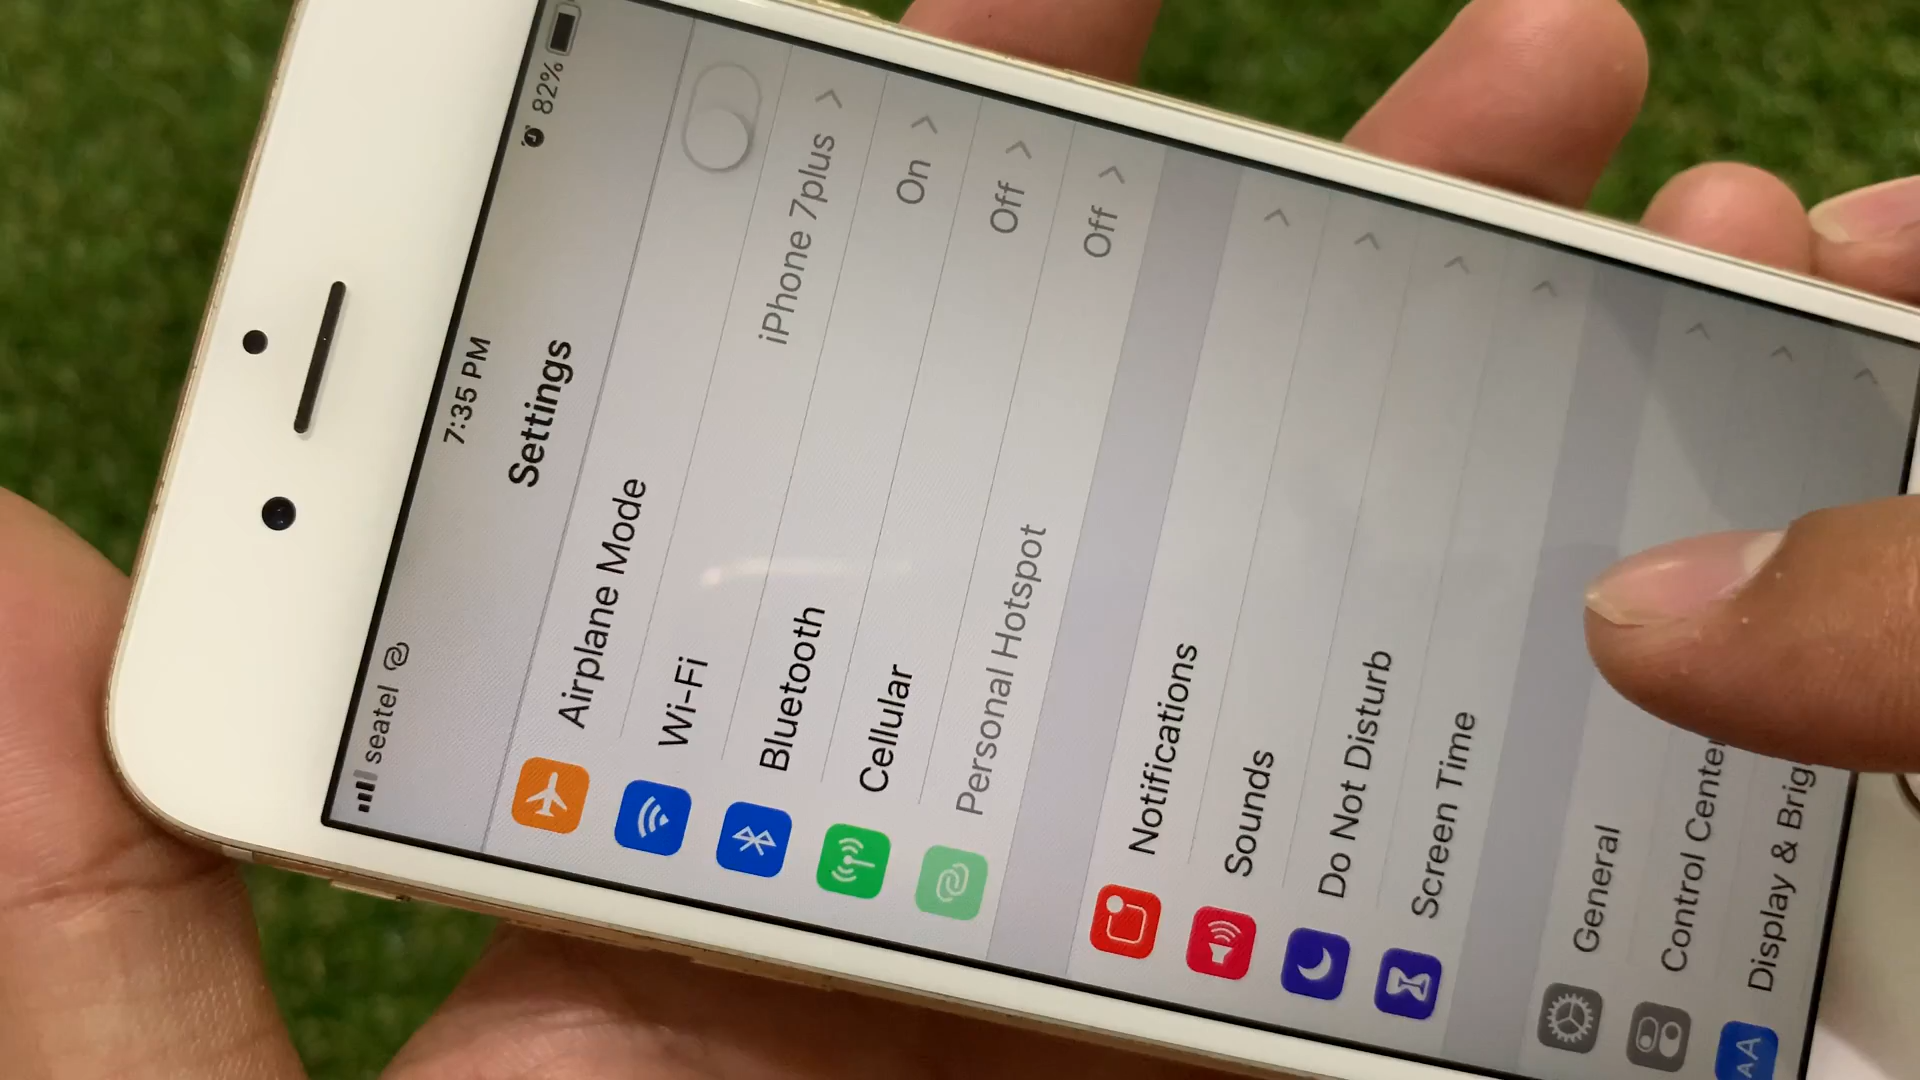 seatel 7:35 PM 82%
Settings
Airplane Mode
Wi-Fi iPhone 7plus
Bluetooth On
Cellular Off
Personal Hotspot Off
Notifications
Sounds
Do Not Disturb
Screen Time
General
Control Center
AA Display & Brig